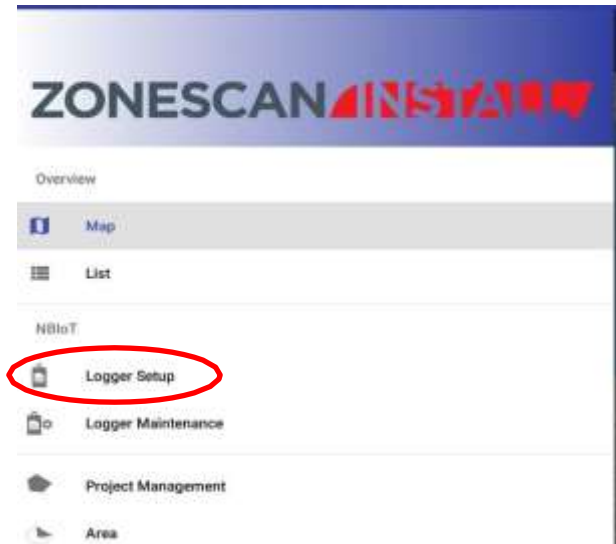 ZONESCAN INSTALL
Overview
Map
List
NBIoT
Logger Setup
Logger Maintenance
Project Management
Area